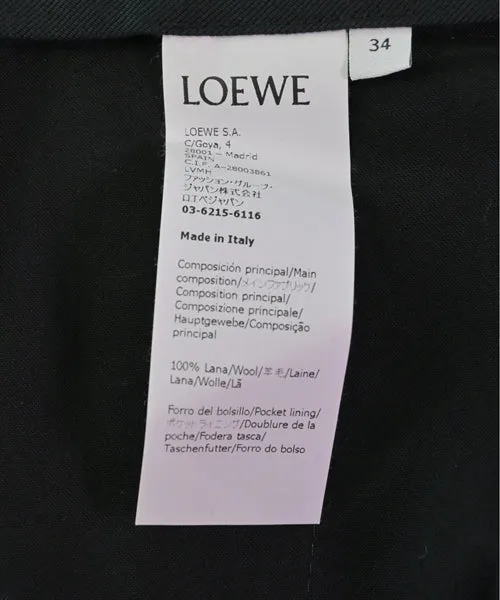 34
LOEWE
LOEWE S.A.
C/Goya, 4
28001 - Madrid
SPAIN
C.I.F. A-28003861
LVMH
ファッション・グループ・
ジャパン株式会社
ロエベジャパン
03-6215-6116
Made in Italy
Composición principal/Main
composition/メインファブリック/
Composition principal/
Composizione principale/
Hauptgewebe/Composição
principal
100% Lana/Wool/羊毛/Laine/
Lana/Wolle/Lã
Forro del bolsillo/Pocket lining/
ポケットライニング/Doublure de la
poche/Fodera tasca/
Taschenfutter/Forro do bolso